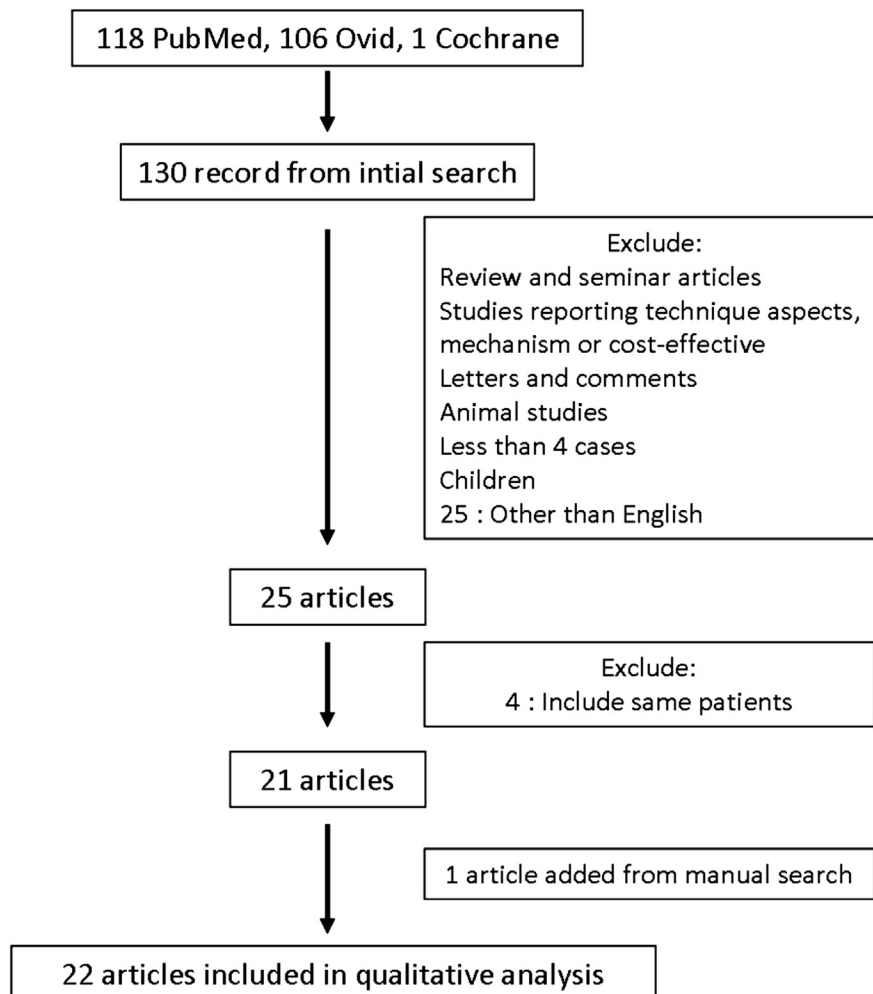 118 PubMed, 106 Ovid, 1 Cochrane
130 record from intial search
Exclude:
Review and seminar articles
Studies reporting technique aspects,
mechanism or cost-effective
Letters and comments
Animal studies
Less than 4 cases
Children
25 : Other than English
25 articles
Exclude:
4 : Include same patients
21 articles
1 article added from manual search
22 articles included in qualitative analysis